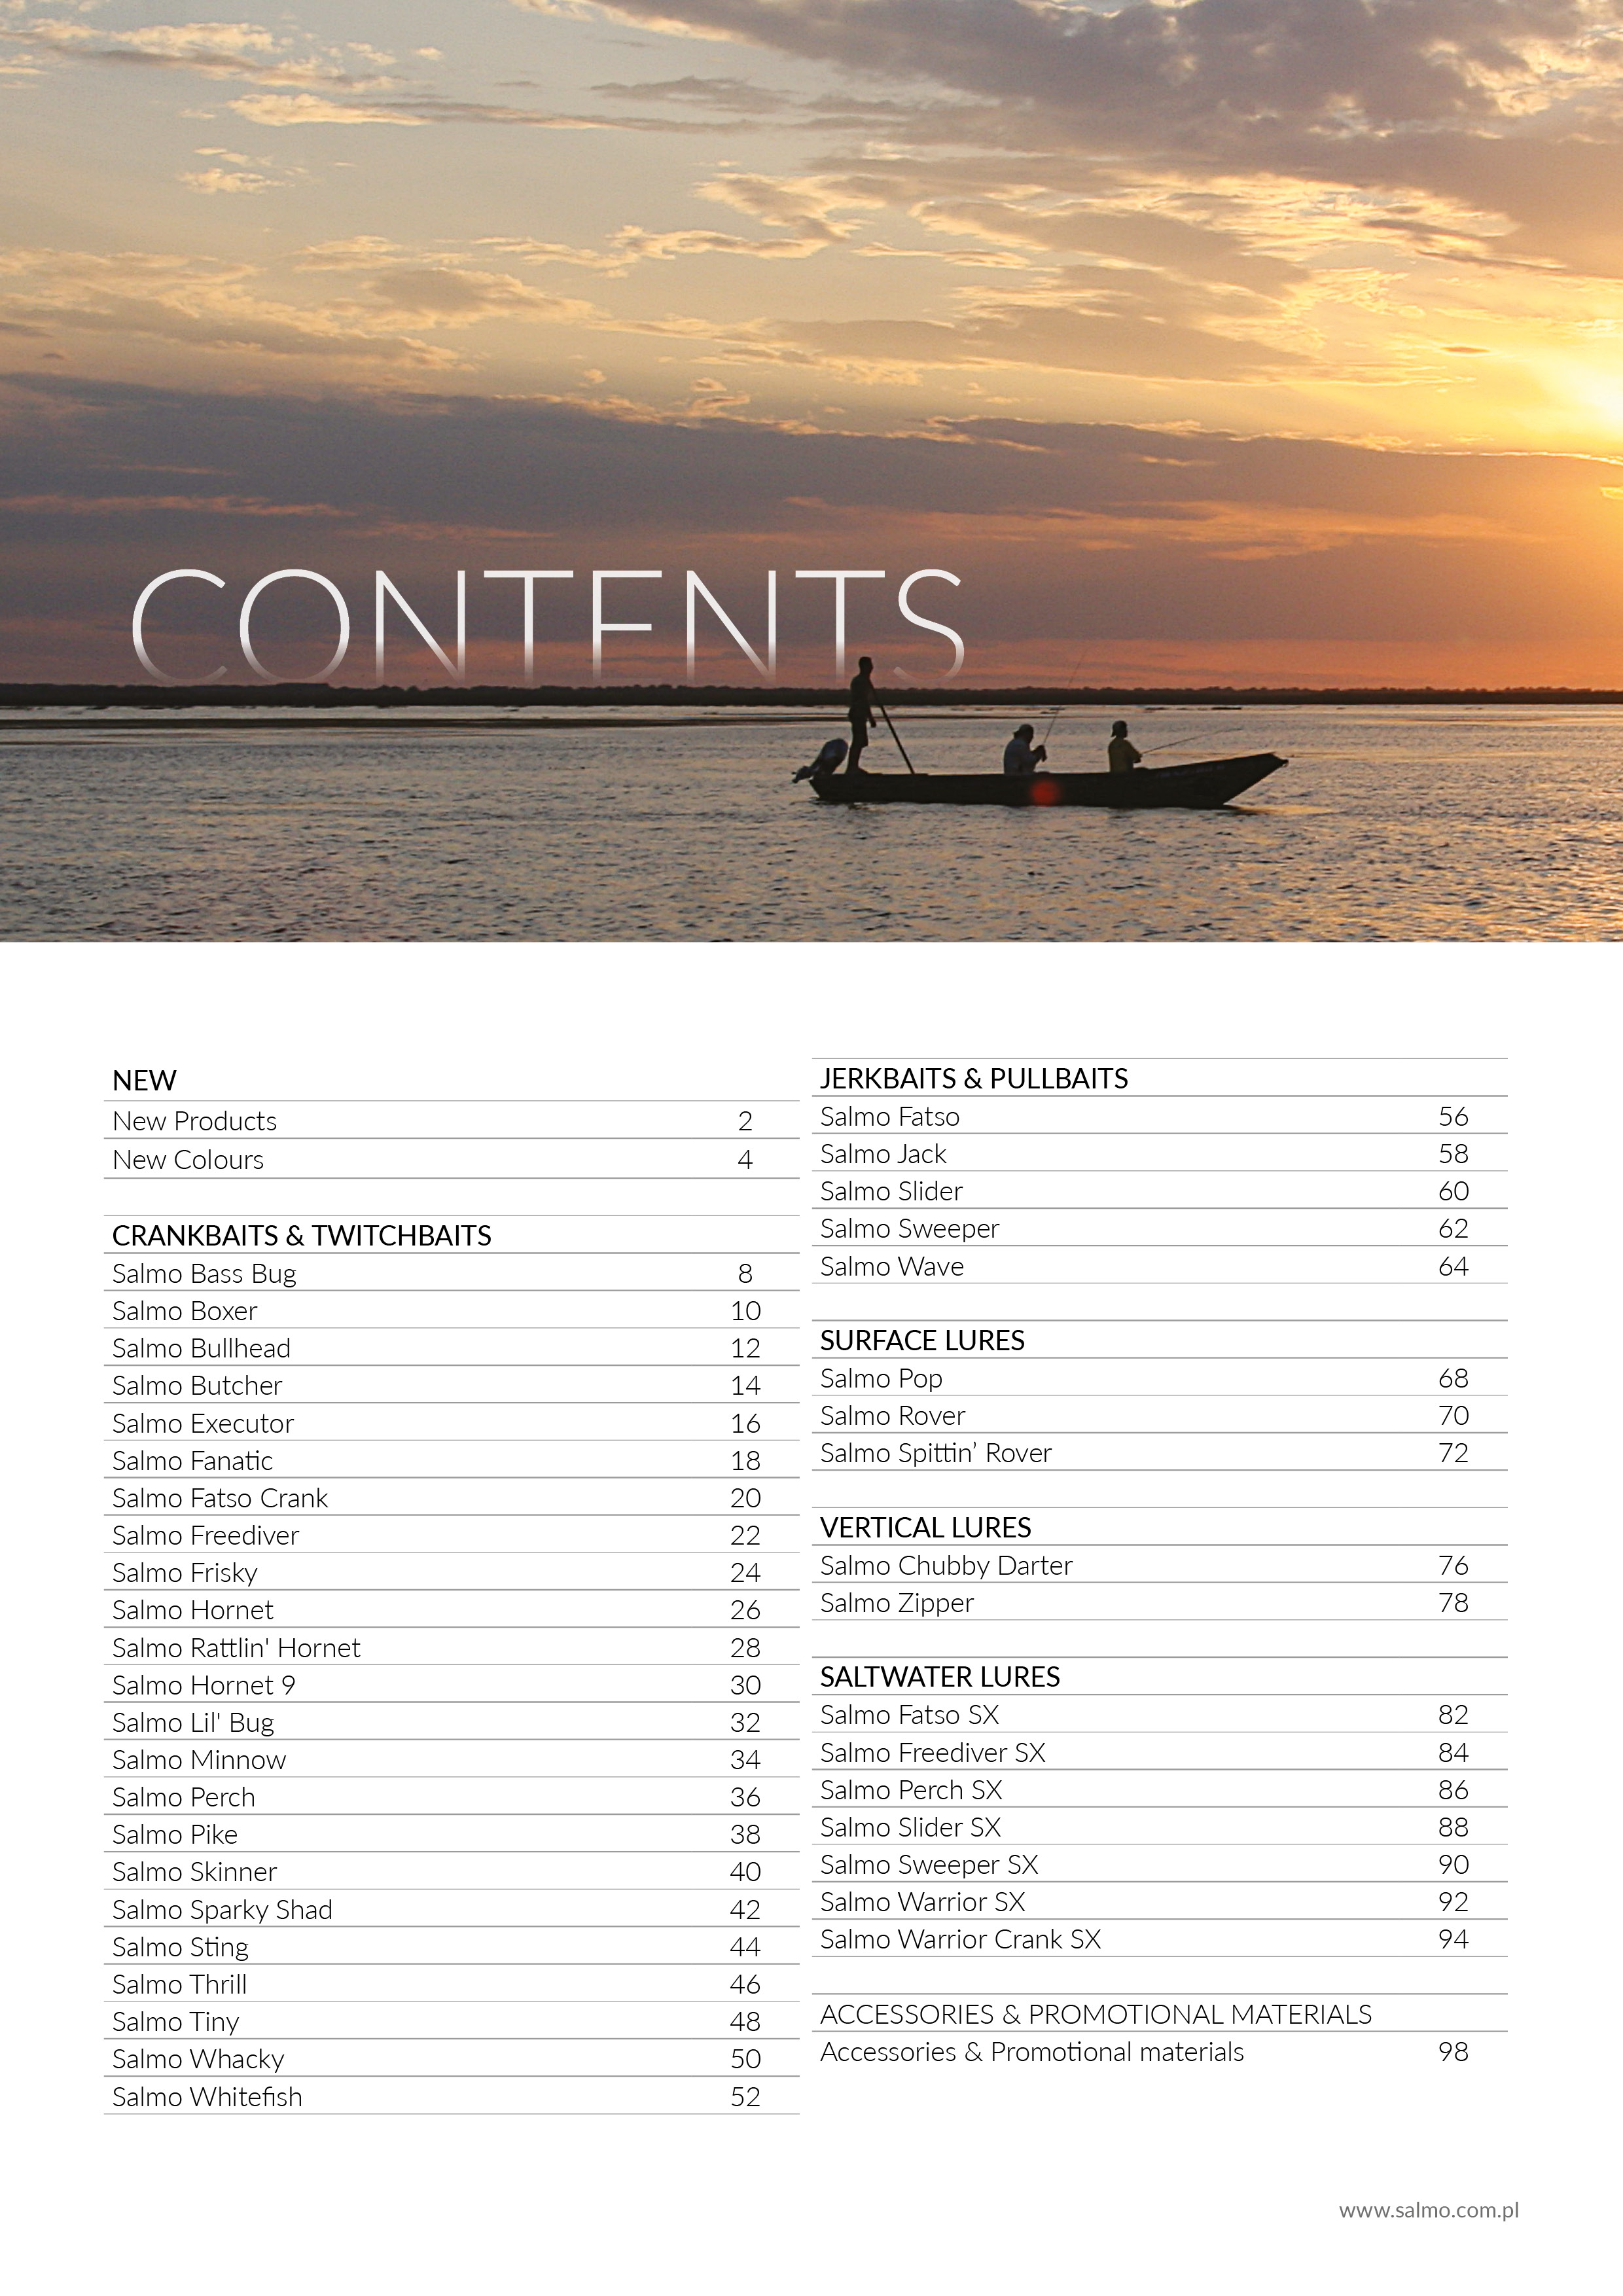 CONTENTS
NEW
New Products 2
New Colours 4
CRANKBAITS & TWITCHBAITS
Salmo Bass Bug 8
Salmo Boxer 10
Salmo Bullhead 12
Salmo Butcher 14
Salmo Executor 16
Salmo Fanatic 18
Salmo Fatso Crank 20
Salmo Freediver 22
Salmo Frisky 24
Salmo Hornet 26
Salmo Rattlin' Hornet 28
Salmo Hornet 9 30
Salmo Lil' Bug 32
Salmo Minnow 34
Salmo Perch 36
Salmo Pike 38
Salmo Skinner 40
Salmo Sparky Shad 42
Salmo Sting 44
Salmo Thrill 46
Salmo Tiny 48
Salmo Whacky 50
Salmo Whitefish 52
JERKBAITS & PULLBAITS
Salmo Fatso 56
Salmo Jack 58
Salmo Slider 60
Salmo Sweeper 62
Salmo Wave 64
SURFACE LURES
Salmo Pop 68
Salmo Rover 70
Salmo Spittin’ Rover 72
VERTICAL LURES
Salmo Chubby Darter 76
Salmo Zipper 78
SALTWATER LURES
Salmo Fatso SX 82
Salmo Freediver SX 84
Salmo Perch SX 86
Salmo Slider SX 88
Salmo Sweeper SX 90
Salmo Warrior SX 92
Salmo Warrior Crank SX 94
ACCESSORIES & PROMOTIONAL MATERIALS
Accessories & Promotional materials 98
www.salmo.com.pl